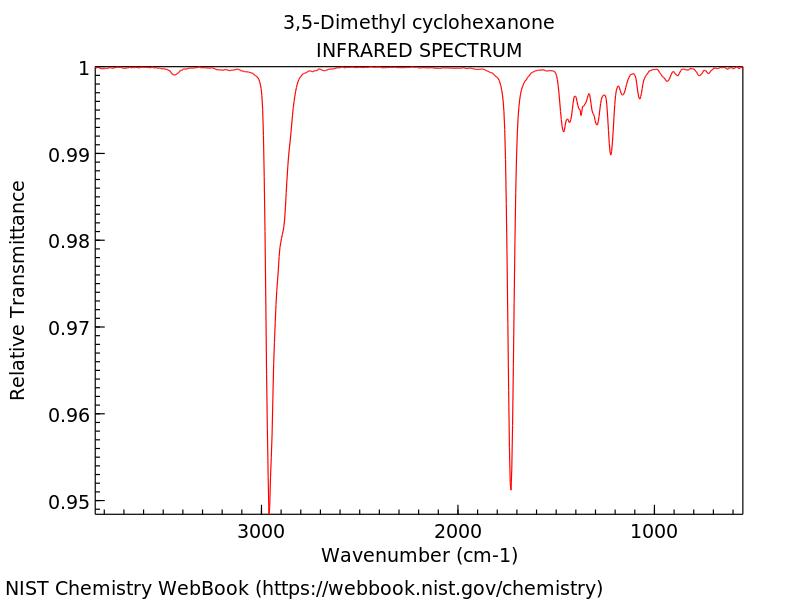 3,5-Dimethyl cyclohexanone
INFRARED SPECTRUM
1
0.99
0.98
0.97
0.96
0.95
Relative Transmittance
3000
2000
1000
Wavenumber (cm-1)
NIST Chemistry WebBook (https://webbook.nist.gov/chemistry)